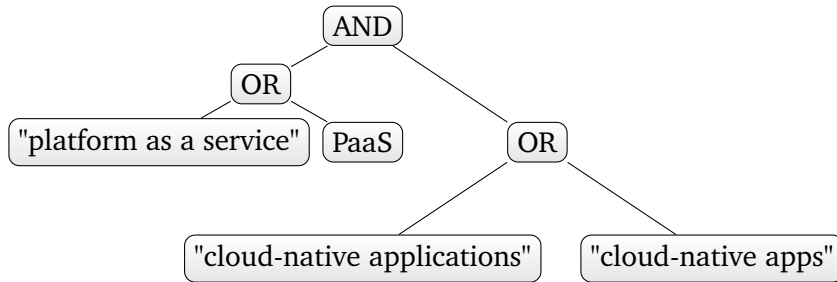 AND
OR
"platform as a service"
PaaS
OR
"cloud-native applications"
"cloud-native apps"